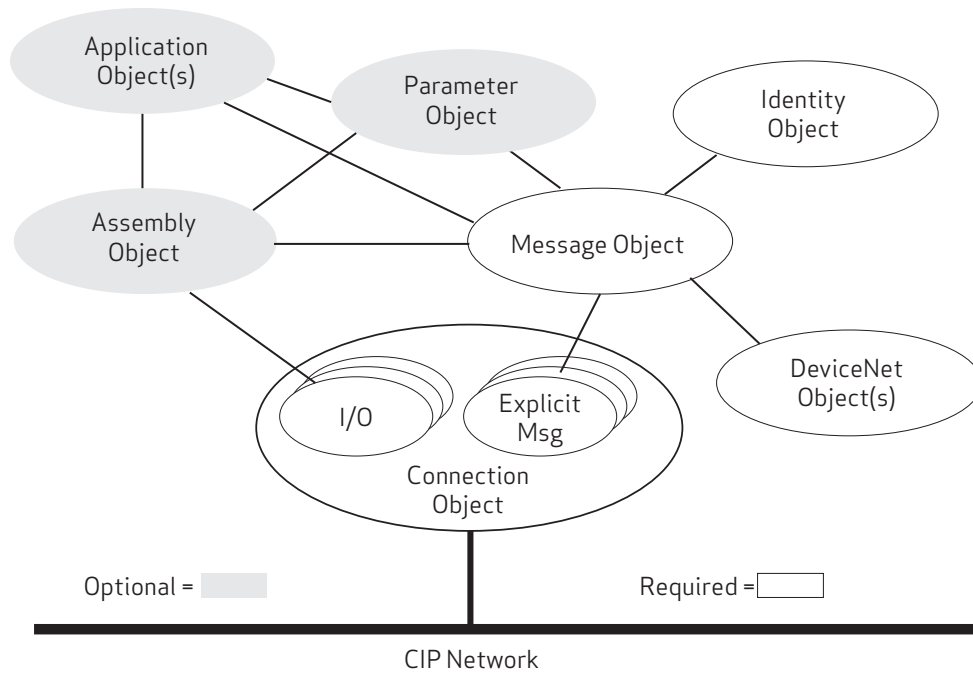 Application
Object(s)
Parameter
Object
Identity
Object
Assembly
Object
Message Object
DeviceNet
Object(s)
I/O
Explicit
Msg
Connection
Object
Optional =
Required =
CIP Network